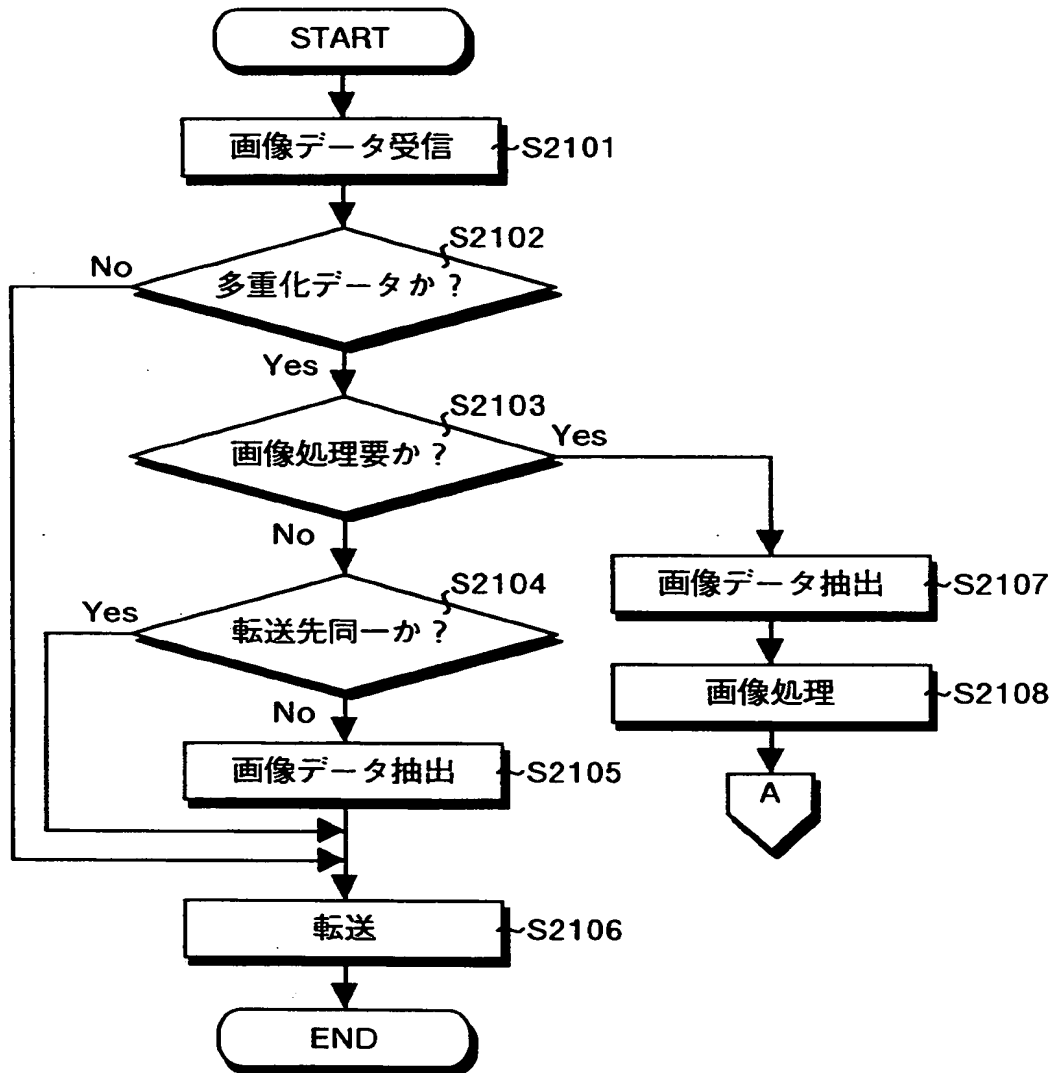 START
画像データ受信
S2101
S2102
多重化データか？
No
Yes
S2103
画像処理要か？
Yes
No
S2104
転送先同一か？
Yes
No
画像データ抽出
S2105
画像データ抽出
S2107
画像処理
S2108
A
転送
S2106
END